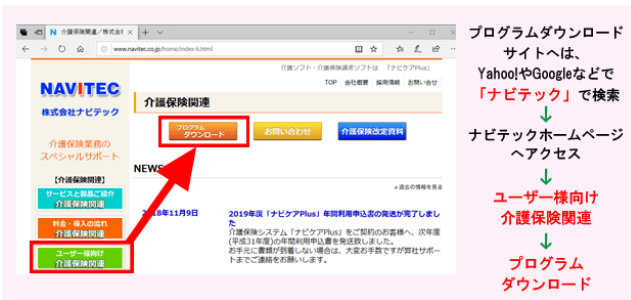 介護保険関連／株式会社
www.navitec.co.jp/home/index-k.html
介護ソフト・介護保険請求ソフトは 「ナビケアPlus」
TOP 会社概要 採用情報 お問い合せ
NAVITEC
株式会社ナビテック
介護保険業務の
スペシャルサポート
【介護保険関連】
サービスと製品ご紹介
介護保険関連
料金・導入の流れ
介護保険関連
ユーザー様向け
介護保険関連
介護保険関連
プログラム
ダウンロード
お問い合わせ
介護保険改定資料
NEWS
過去の情報を見る
2018年11月9日
2019年度「ナビケアPlus」年間利用申込書の発送が完了しまし
た
介護保険システム「ナビケアPlus」をご契約のお客様へ、次年度
(平成31年度)の年間利用申込書を発送致しました。
お手元に書類が到着しない場合は、大変お手数ですが弊社サポー
トまでご連絡をお願いします。
プログラムダウンロード
サイトへは、
Yahoo!やGoogleなどで
「ナビテック」で検索
↓
ナビテックホームページ
へアクセス
↓
ユーザー様向け
介護保険関連
↓
プログラム
ダウンロード